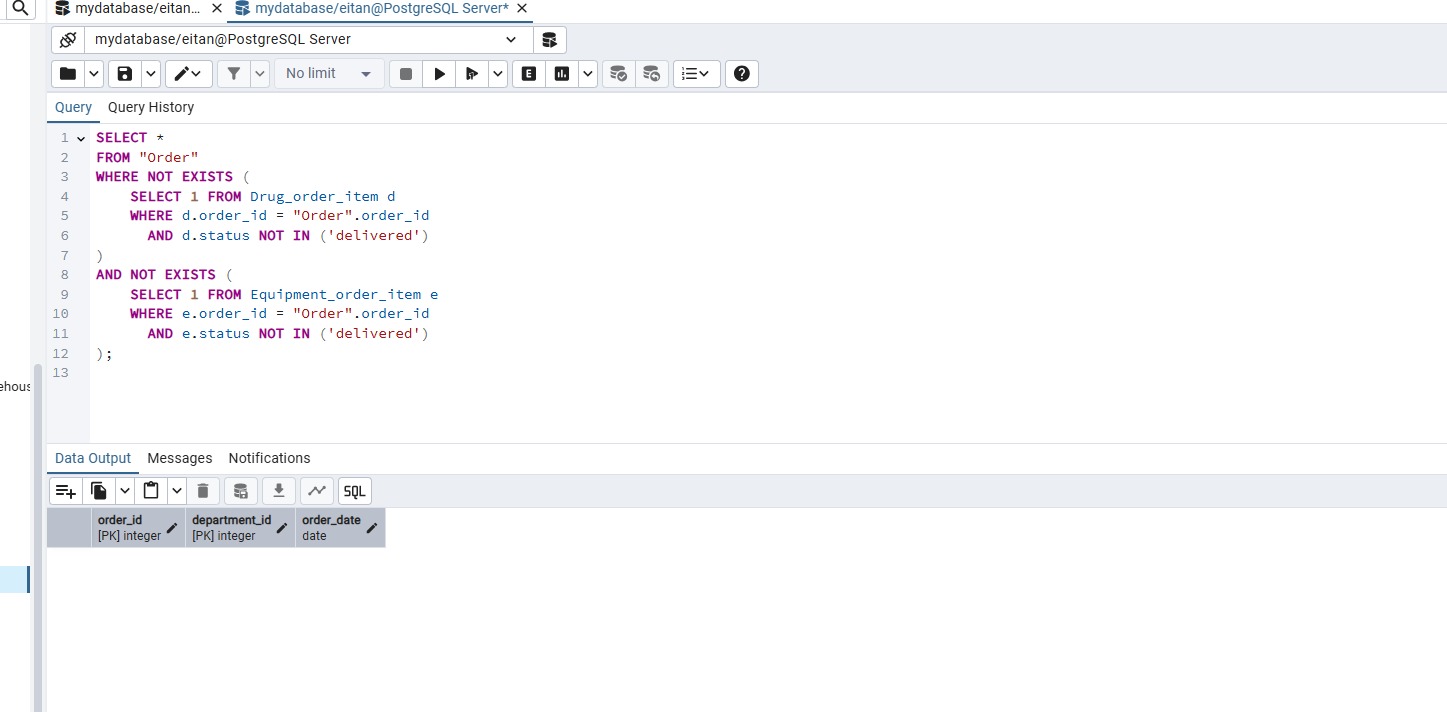 mydatabase/eitan... mydatabase/eitan@PostgreSQL Server*
mydatabase/eitan@PostgreSQL Server
No limit
E
SQL
Query Query History
1 SELECT *
2 FROM "Order"
3 WHERE NOT EXISTS (
4 SELECT 1 FROM Drug_order_item d
5 WHERE d.order_id = "Order".order_id
6 AND d.status NOT IN ('delivered')
7 )
8 AND NOT EXISTS (
9 SELECT 1 FROM Equipment_order_item e
10 WHERE e.order_id = "Order".order_id
11 AND e.status NOT IN ('delivered')
12 );
13
ehous
Data Output Messages Notifications
order_id department_id order_date
[PK] integer [PK] integer date